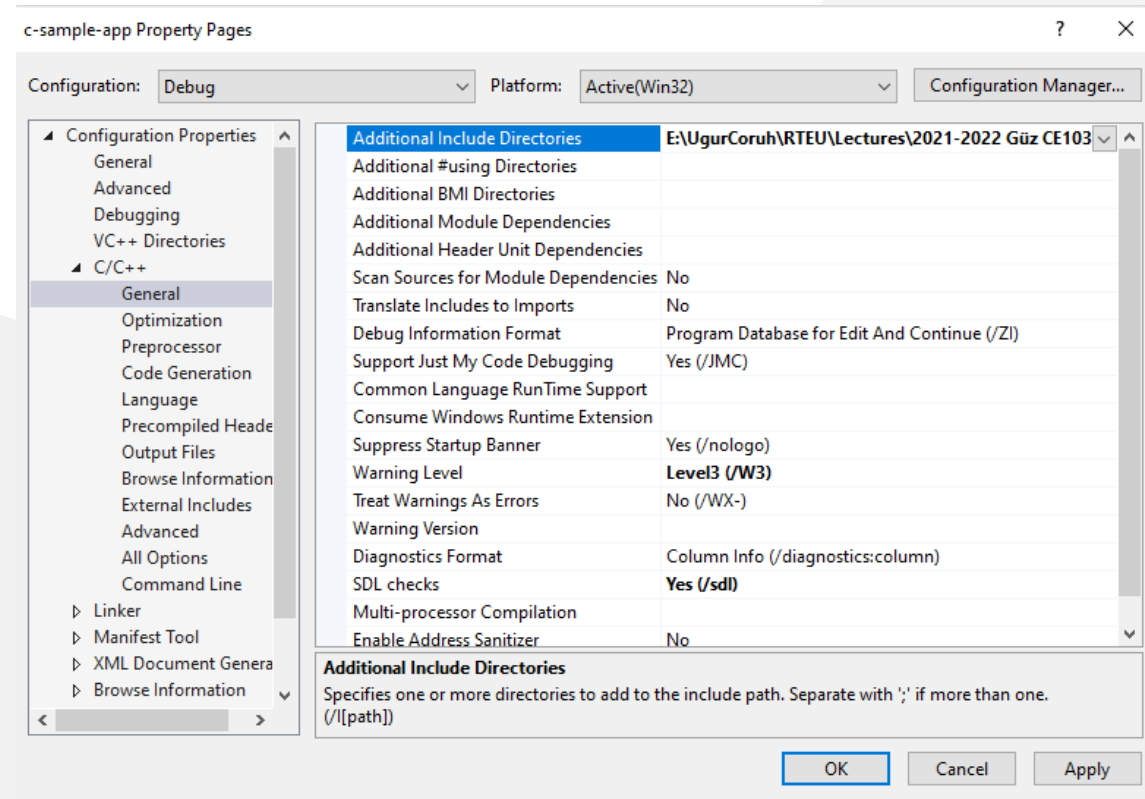 c-sample-app Property Pages
Configuration: Debug Platform: Active(Win32) Configuration Manager...
Configuration Properties
General
Advanced
Debugging
VC++ Directories
C/C++
General
Optimization
Preprocessor
Code Generation
Language
Precompiled Heade
Output Files
Browse Information
External Includes
Advanced
All Options
Command Line
Linker
Manifest Tool
XML Document Genera
Browse Information
Additional Include Directories E:\UgurCoruh\RTEU\Lectures\2021-2022 Güz CE103
Additional #using Directories
Additional BMI Directories
Additional Module Dependencies
Additional Header Unit Dependencies
Scan Sources for Module Dependencies No
Translate Includes to Imports No
Debug Information Format Program Database for Edit And Continue (/ZI)
Support Just My Code Debugging Yes (/JMC)
Common Language RunTime Support
Consume Windows Runtime Extension
Suppress Startup Banner Yes (/nologo)
Warning Level Level3 (/W3)
Treat Warnings As Errors No (/WX-)
Warning Version
Diagnostics Format Column Info (/diagnostics:column)
SDL checks Yes (/sdl)
Multi-processor Compilation
Enable Address Sanitizer No
Additional Include Directories
Specifies one or more directories to add to the include path. Separate with ';' if more than one.
(/I[path])
OK Cancel Apply